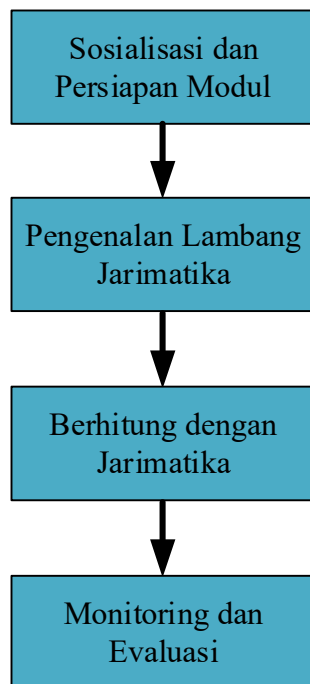 Sosialisasi dan
Persiapan Modul
Pengenalan Lambang
Jarimatika
Berhitung dengan
Jarimatika
Monitoring dan
Evaluasi